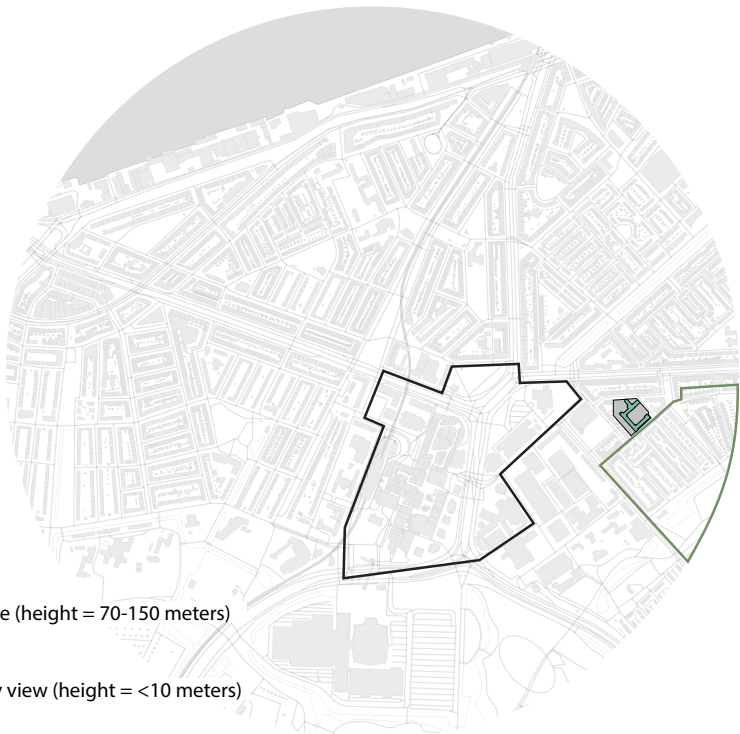 e (height = 70-150 meters)
view (height = <10 meters)